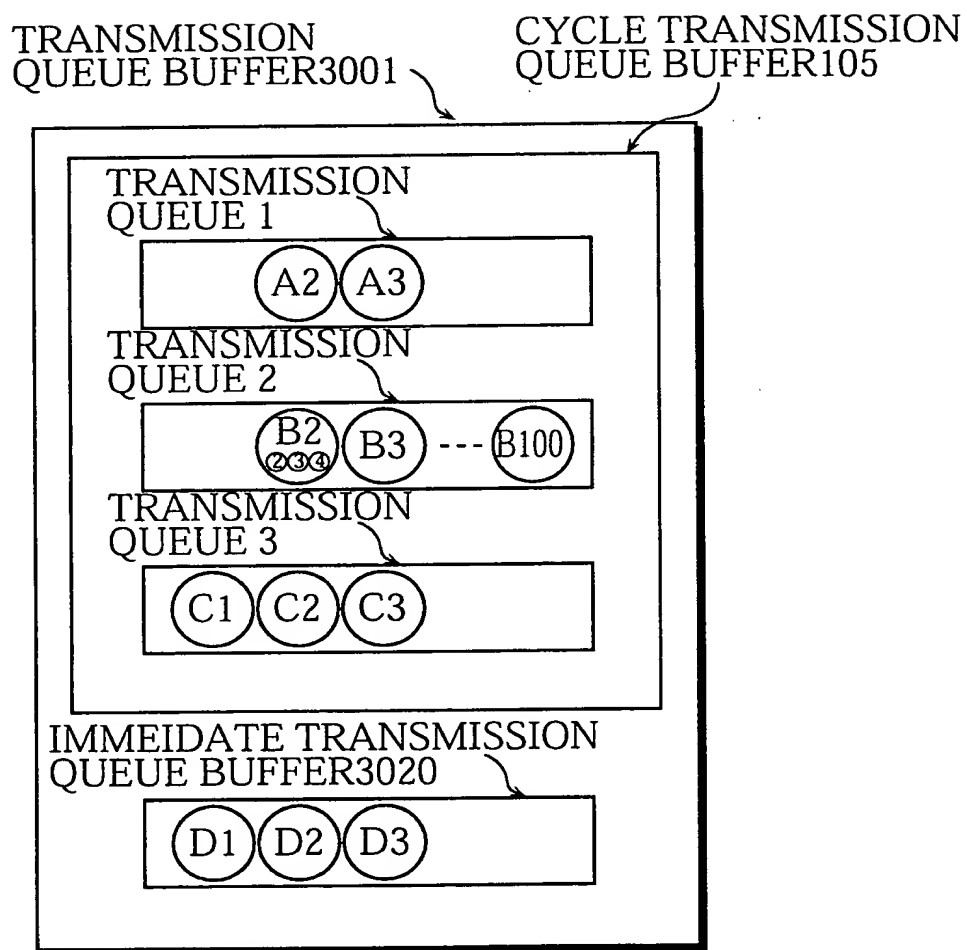 TRANSMISSION
QUEUE BUFFER3001
CYCLE TRANSMISSION
QUEUE BUFFER105
TRANSMISSION
QUEUE 1
A2 A3
TRANSMISSION
QUEUE 2
B2 B3 --- B100
②③④
TRANSMISSION
QUEUE 3
C1 C2 C3
IMMEIDATE TRANSMISSION
QUEUE BUFFER3020
D1 D2 D3